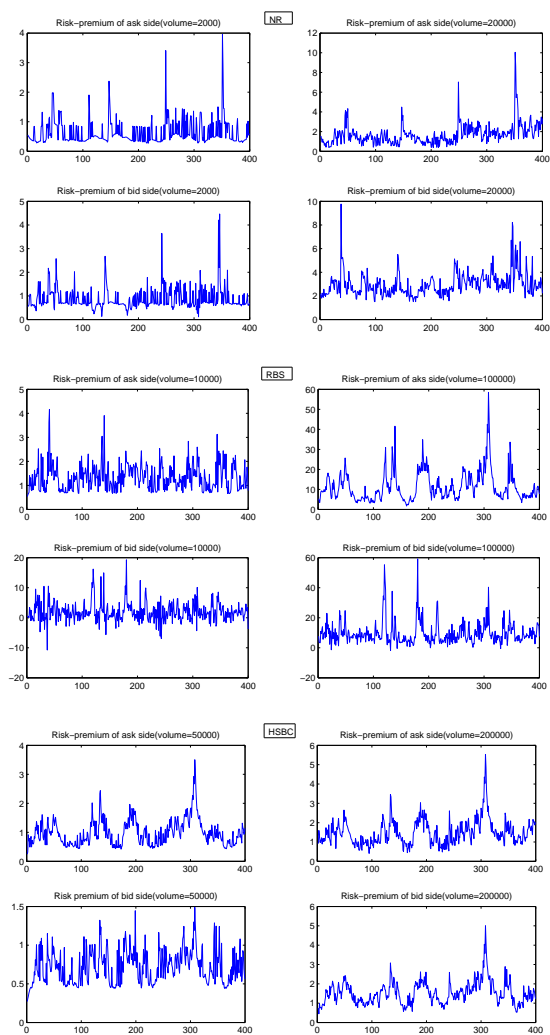 NR
Risk-premium of ask side(volume=2000)
4
3
2
1
0
0 100 200 300 400
Risk-premium of ask side(volume=20000)
12
10
8
6
4
2
0
0 100 200 300 400
Risk-premium of bid side(volume=2000)
5
4
3
2
1
0
0 100 200 300 400
Risk-premium of bid side(volume=20000)
10
8
6
4
2
0
0 100 200 300 400
RBS
Risk-premium of ask side(volume=10000)
5
4
3
2
1
0
0 100 200 300 400
Risk-premium of aks side(volume=100000)
60
50
40
30
20
10
0
0 100 200 300 400
Risk-premium of bid side(volume=10000)
20
10
0
-10
-20
0 100 200 300 400
Risk-premium of bid side(volume=100000)
60
40
20
0
-20
0 100 200 300 400
HSBC
Risk-premium of ask side(volume=50000)
4
3
2
1
0
0 100 200 300 400
Risk-premium of ask side(volume=200000)
6
5
4
3
2
1
0
0 100 200 300 400
Risk premium of bid side(volume=50000)
1.5
1
0.5
0
0 100 200 300 400
Risk-premium of bid side(volume=200000)
6
5
4
3
2
1
0
0 100 200 300 400